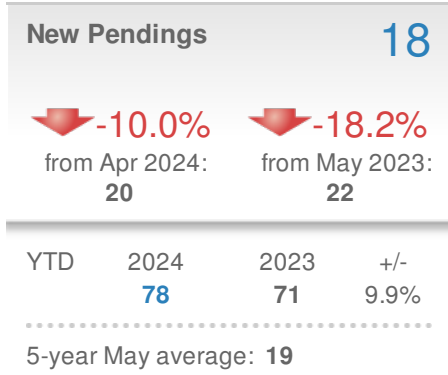 New Pendings 18
-10.0% -18.2%
from Apr 2024: from May 2023:
20 22
YTD 2024 2023 +/-
78 71 9.9%
5-year May average: 19